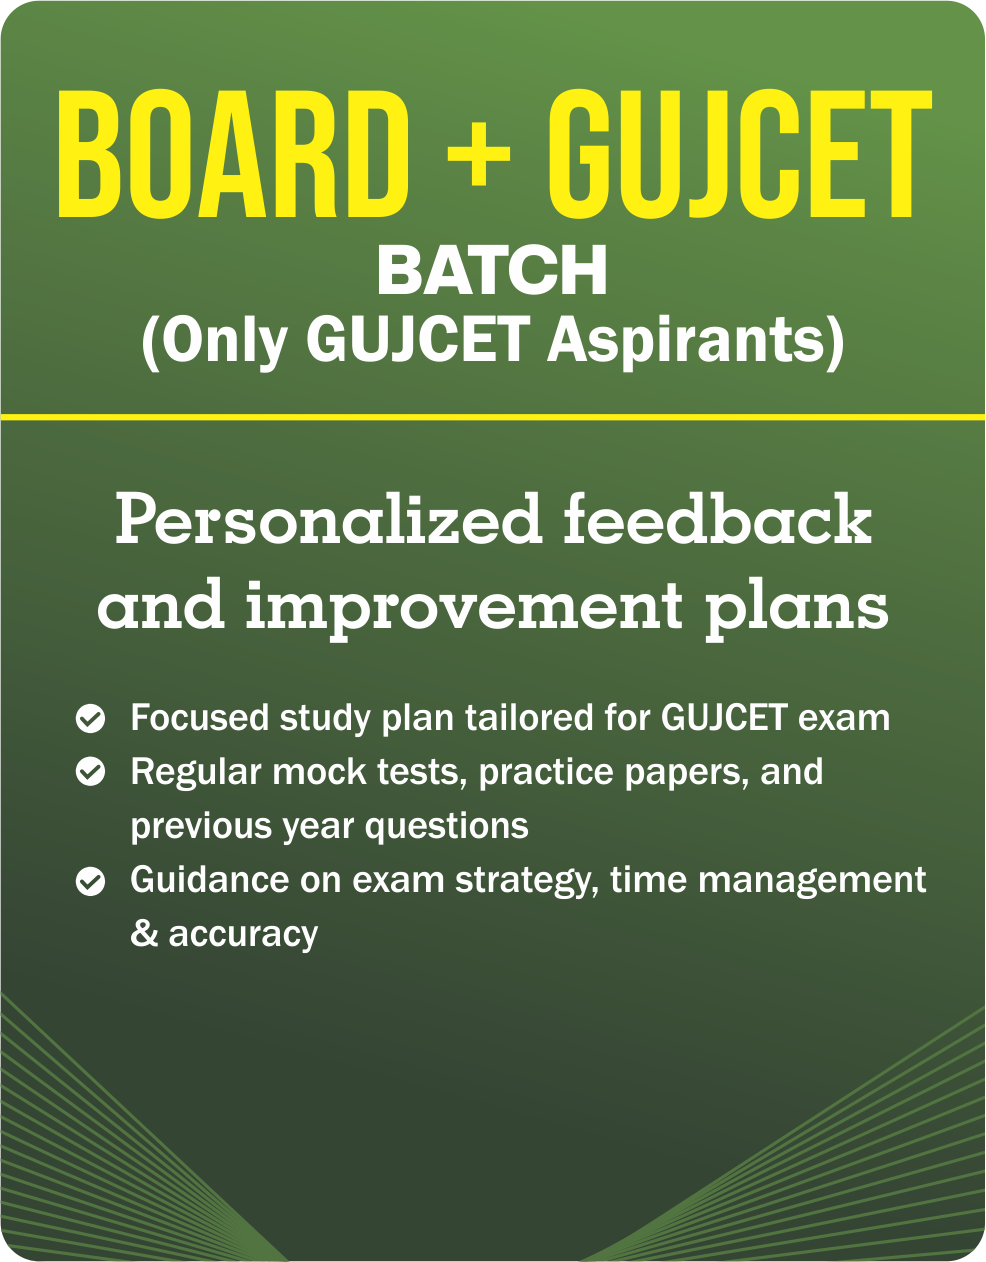 BOARD + GUJCET
BATCH
(Only GUJCET Aspirants)
Personalized feedback
and improvement plans
Focused study plan tailored for GUJCET exam
Regular mock tests, practice papers, and
previous year questions
Guidance on exam strategy, time management
& accuracy